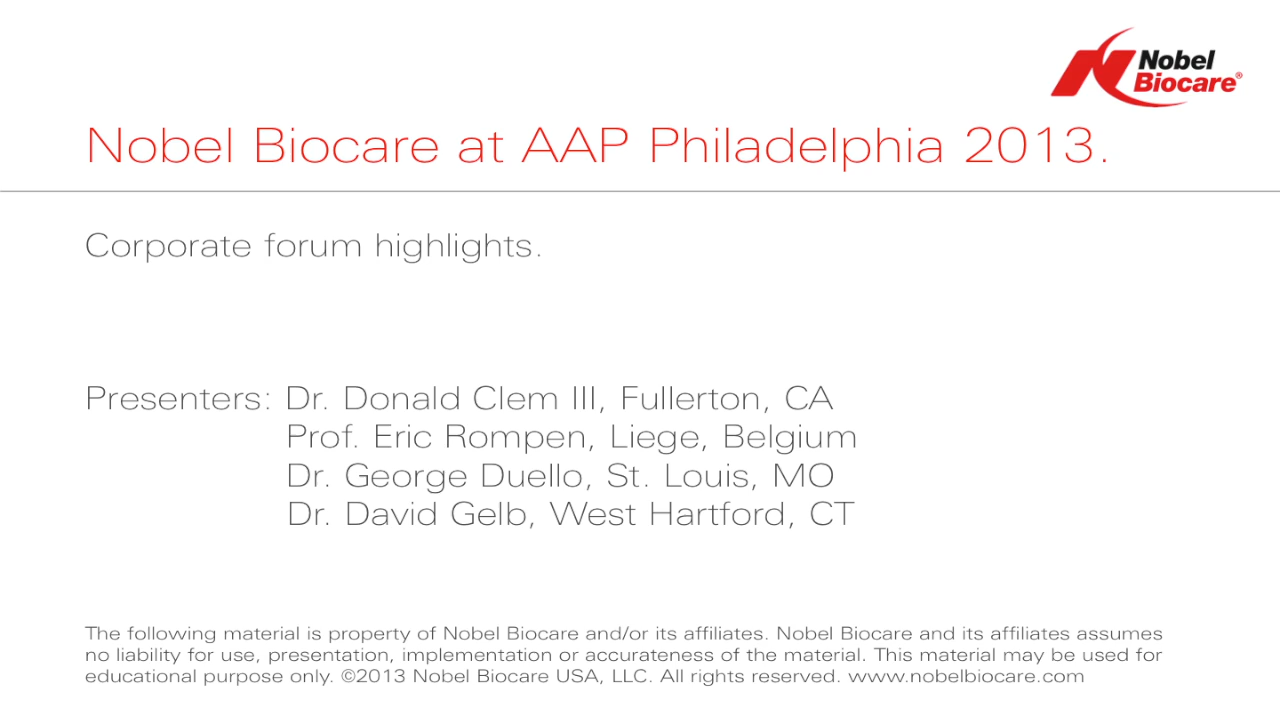 Nobel
Biocare®
Nobel Biocare at AAP Philadelphia 2013.
Corporate forum highlights.
Presenters: Dr. Donald Clem III, Fullerton, CA
Prof. Eric Rompen, Liege, Belgium
Dr. George Duello, St. Louis, MO
Dr. David Gelb, West Hartford, CT
The following material is property of Nobel Biocare and/or its affiliates. Nobel Biocare and its affiliates assumes
no liability for use, presentation, implementation or accurateness of the material. This material may be used for
educational purpose only. ©2013 Nobel Biocare USA, LLC. All rights reserved. www.nobelbiocare.com